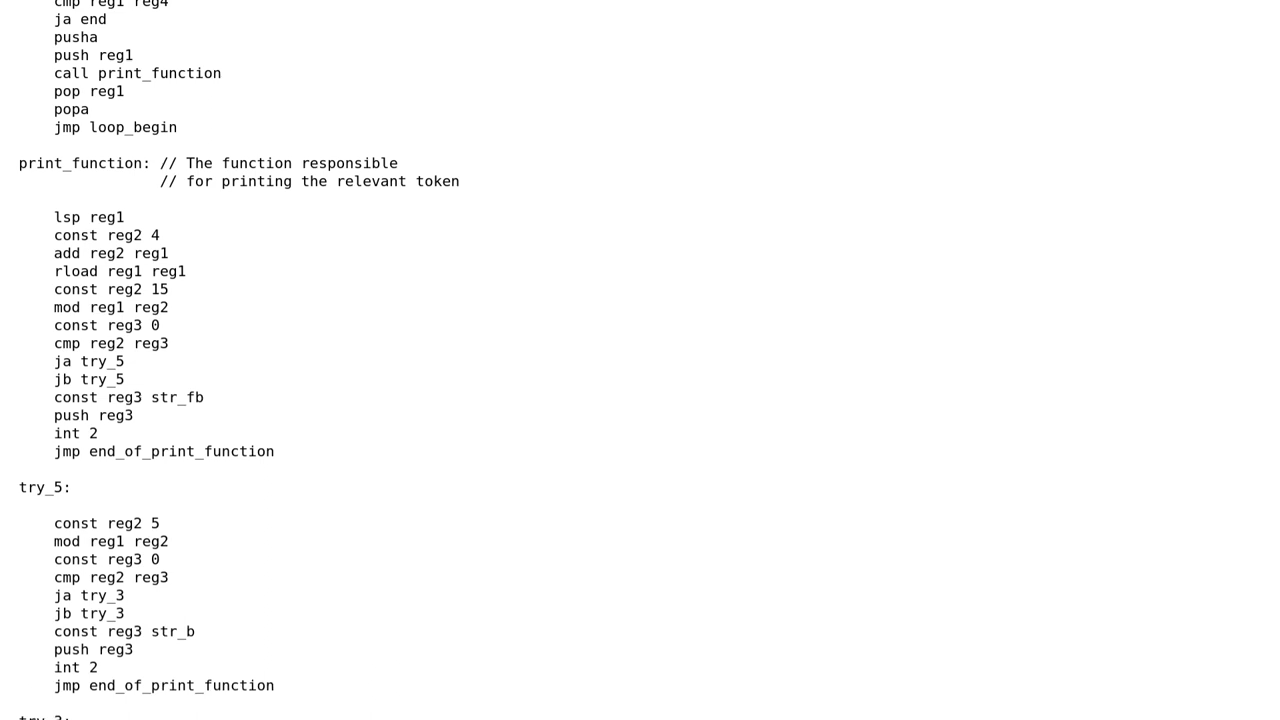 cmp reg1 reg4
ja end
pusha
push reg1
call print_function
pop reg1
popa
jmp loop_begin
print_function: // The function responsible
// for printing the relevant token
lsp reg1
const reg2 4
add reg2 reg1
rload reg1 reg1
const reg2 15
mod reg1 reg2
const reg3 0
cmp reg2 reg3
ja try_5
jb try_5
const reg3 str_fb
push reg3
int 2
jmp end_of_print_function
try_5:
const reg2 5
mod reg1 reg2
const reg3 0
cmp reg2 reg3
ja try_3
jb try_3
const reg3 str_b
push reg3
int 2
jmp end_of_print_function
try_3: